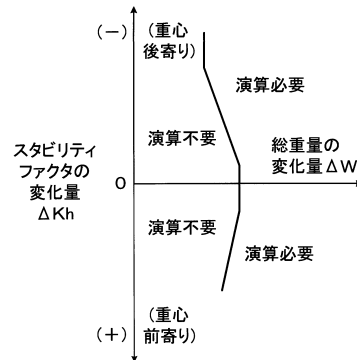 (－)
(重心
後寄り)
演算必要
演算不要
スタビリティ
ファクタの
変化量
ΔKh
総重量の
変化量ΔW
0
演算不要
演算必要
(重心
前寄り)
(＋)